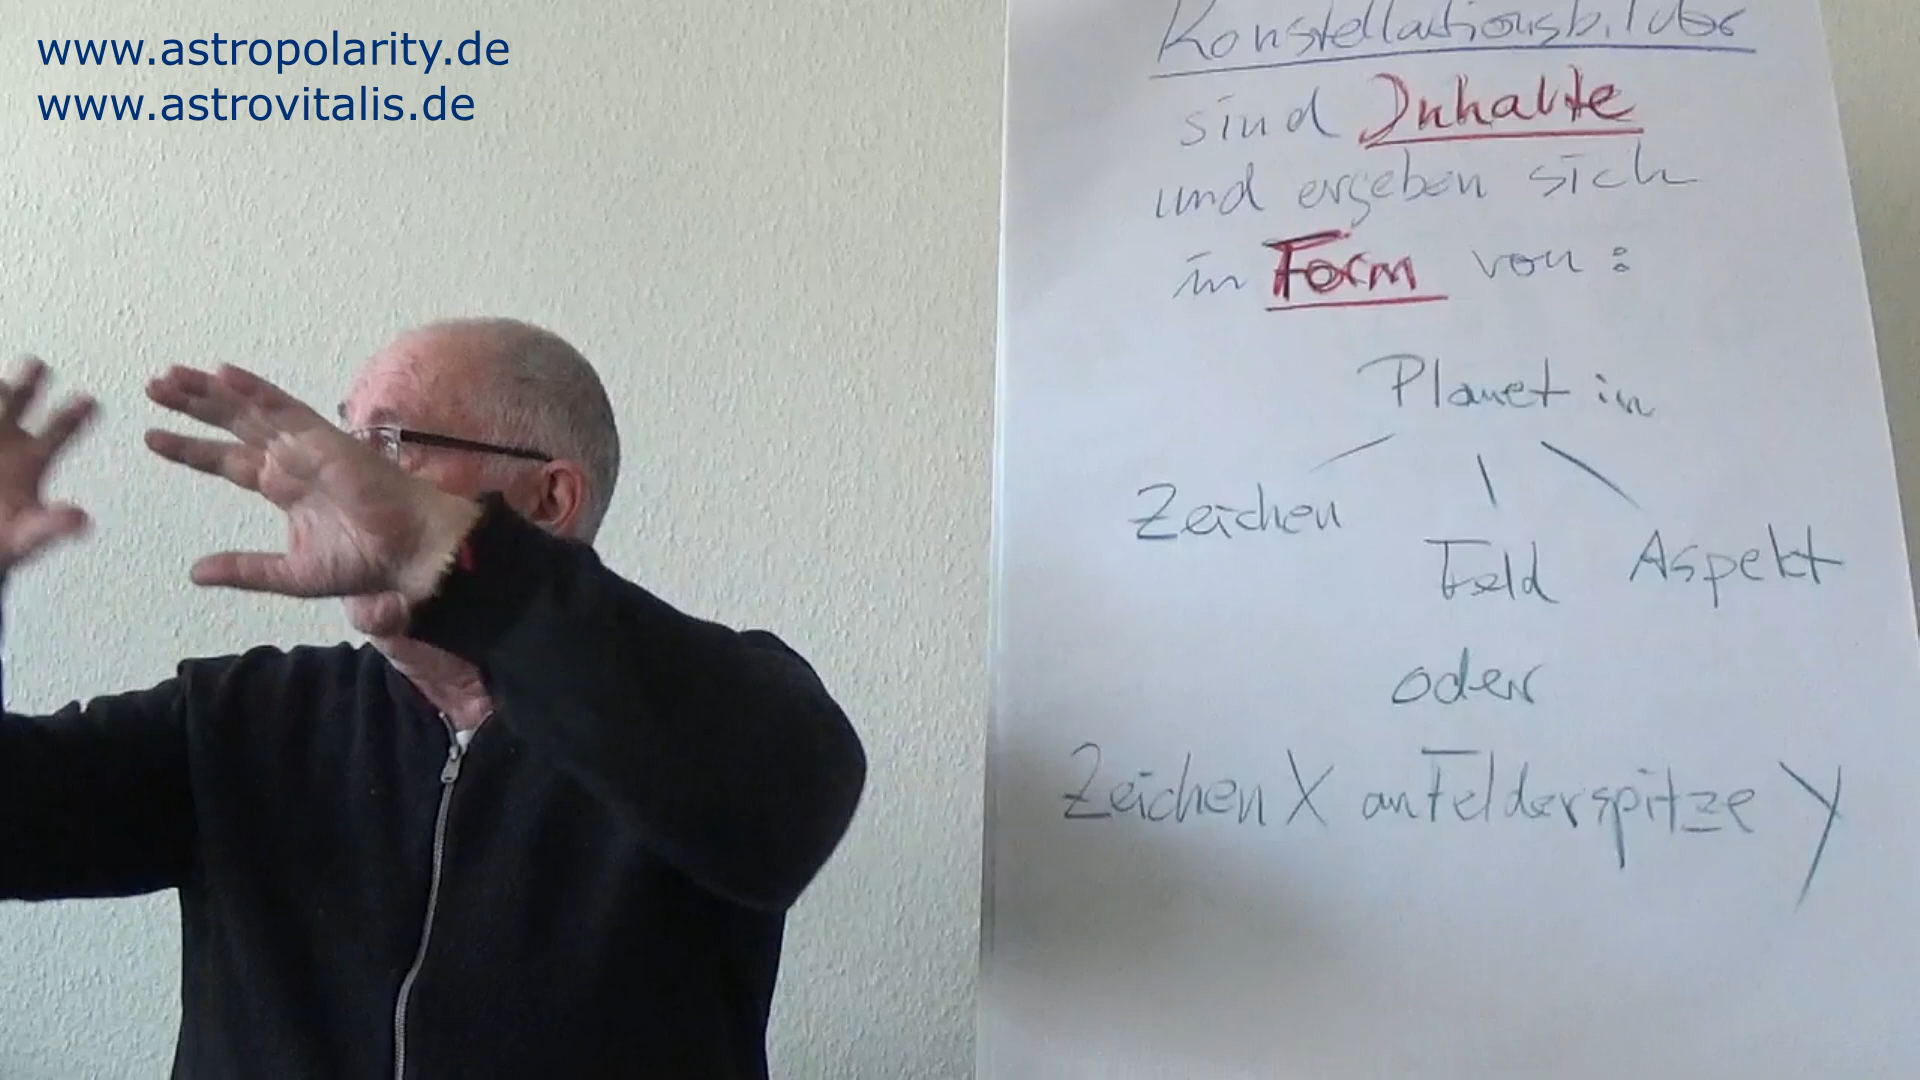 www.astropolarity.de
www.astrovitalis.de
Konstellationsbilder
sind Inhalte
und ergeben sich
in Form von:
Planet in
Zeichen Feld Aspekt
oder
Zeichen X an Felderspitze Y